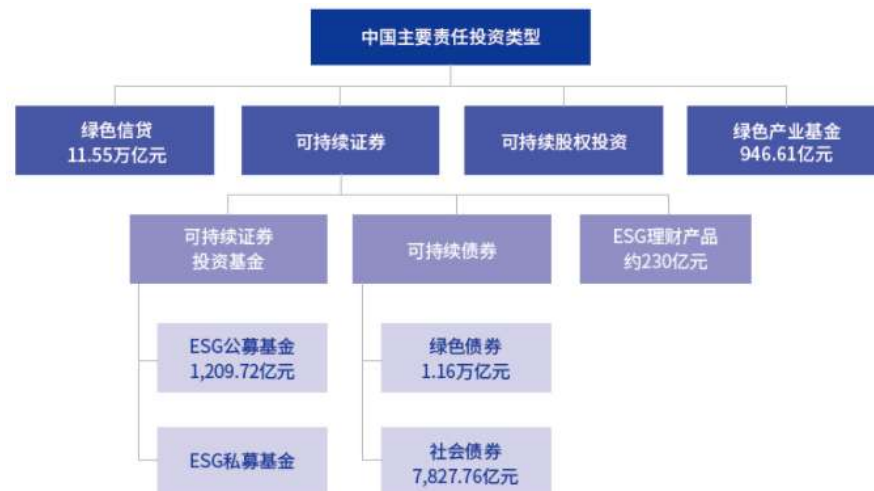 中国主要责任投资类型
绿色信贷
11.55万亿元
可持续证券
可持续股权投资
绿色产业基金
946.61亿元
可持续证券
投资基金
可持续债券
ESG理财产品
约230亿元
ESG公募基金
1,209.72亿元
绿色债券
1.16万亿元
ESG私募基金
社会债券
7,827.76亿元